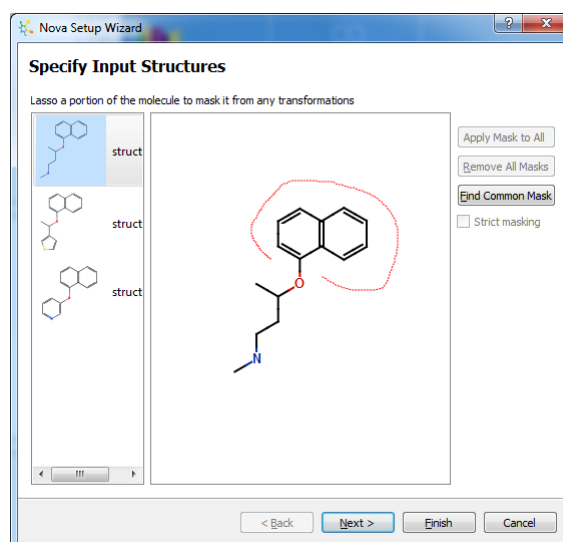 Nova Setup Wizard
Specify Input Structures
Lasso a portion of the molecule to mask it from any transformations
struct
struct
struct
O
N
Apply Mask to All
Remove All Masks
Find Common Mask
Strict masking
< Back
Next >
Finish
Cancel